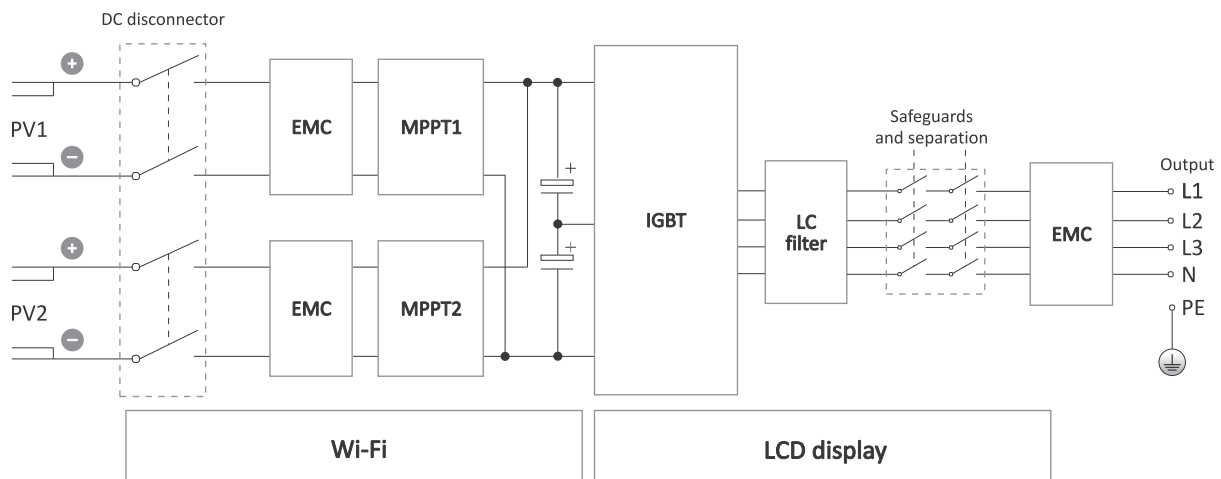 DC disconnector
+
PV1
−
EMC
MPPT1
+
PV2
−
EMC
MPPT2
+
+
IGBT
LC
filter
Safeguards
and separation
EMC
Output
L1
L2
L3
N
PE
Wi-Fi
LCD display